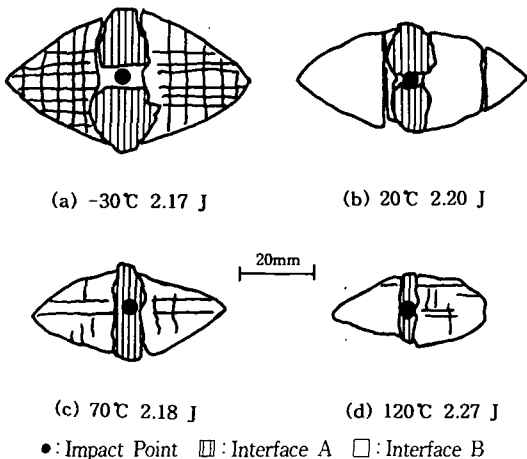 (a) -30℃ 2.17 J
(b) 20℃ 2.20 J
20mm
(c) 70℃ 2.18 J
(d) 120℃ 2.27 J
●: Impact Point ▥: Interface A □: Interface B